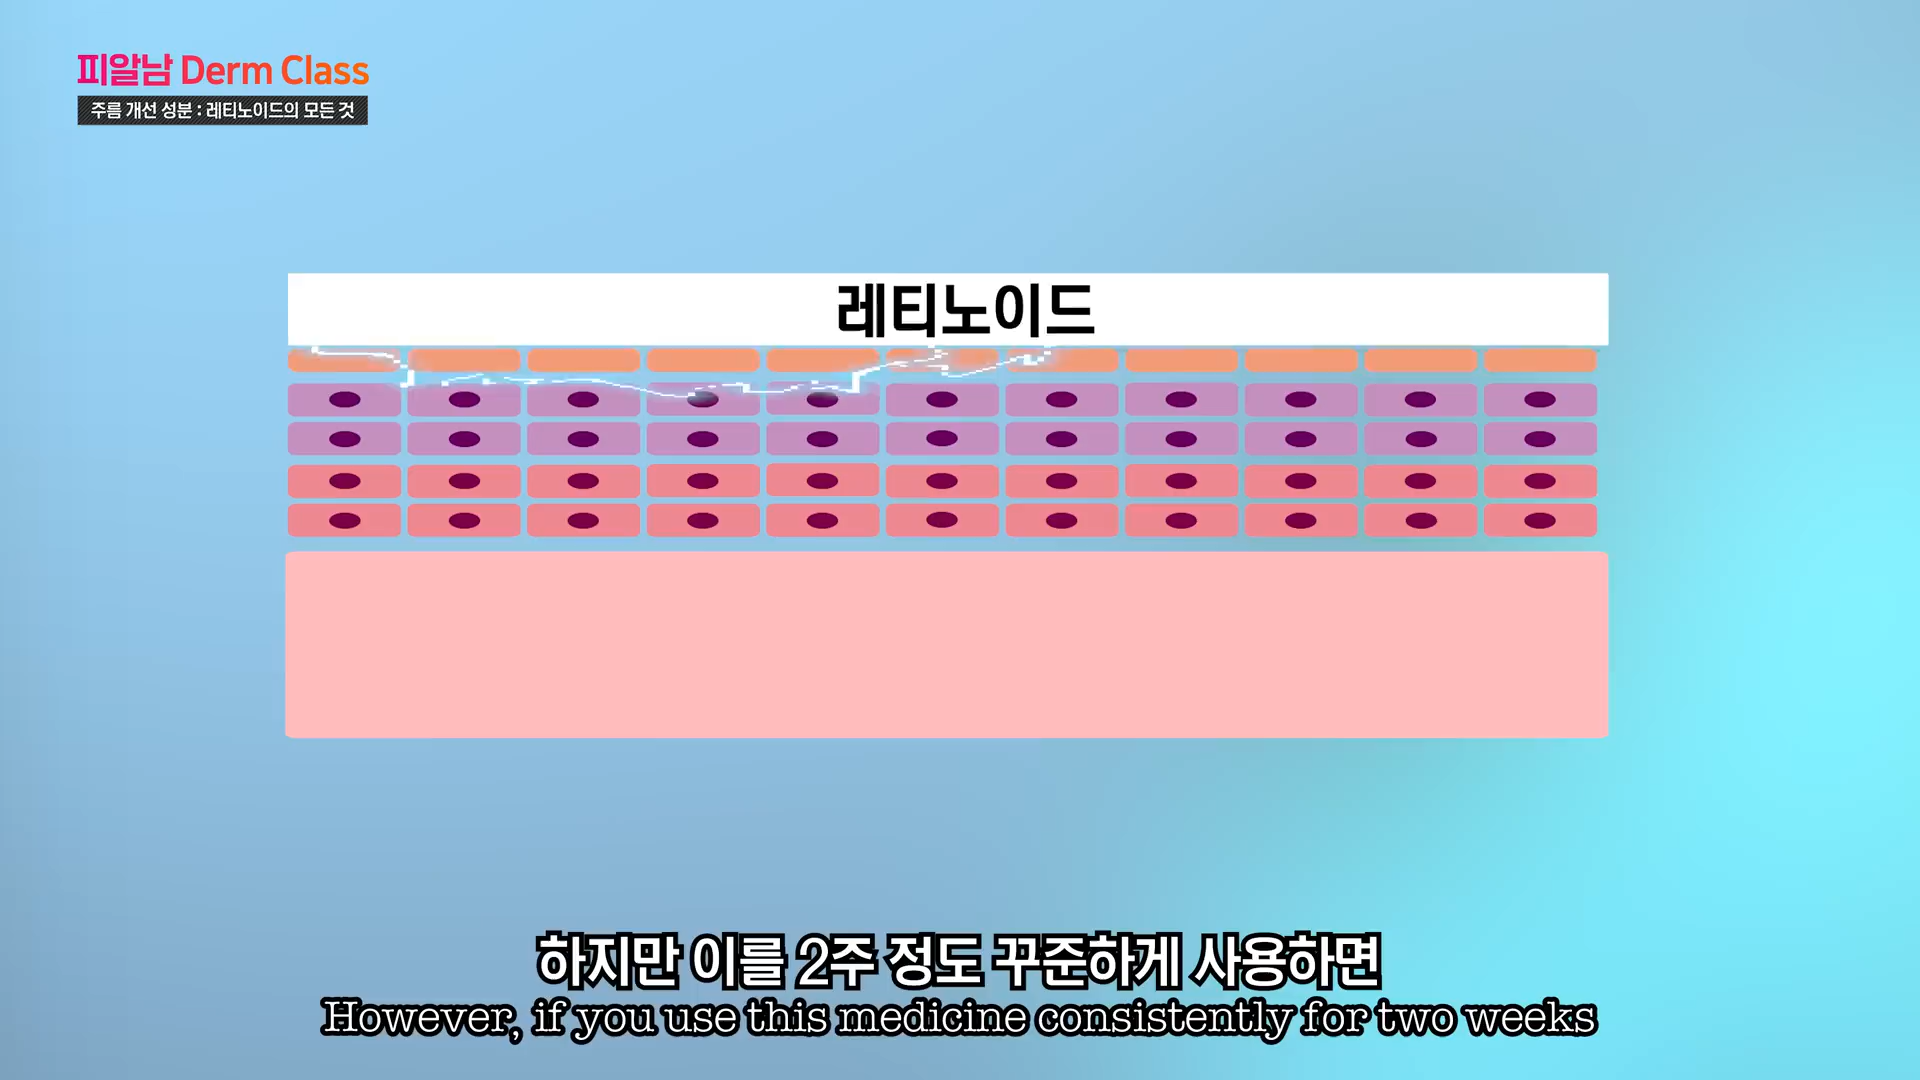 피알남 Derm Class
주름 개선 성분 : 레티노이드의 모든 것
레티노이드
하지만 이를 2주 정도 꾸준하게 사용하면
However, if you use this medicine consistently for two weeks